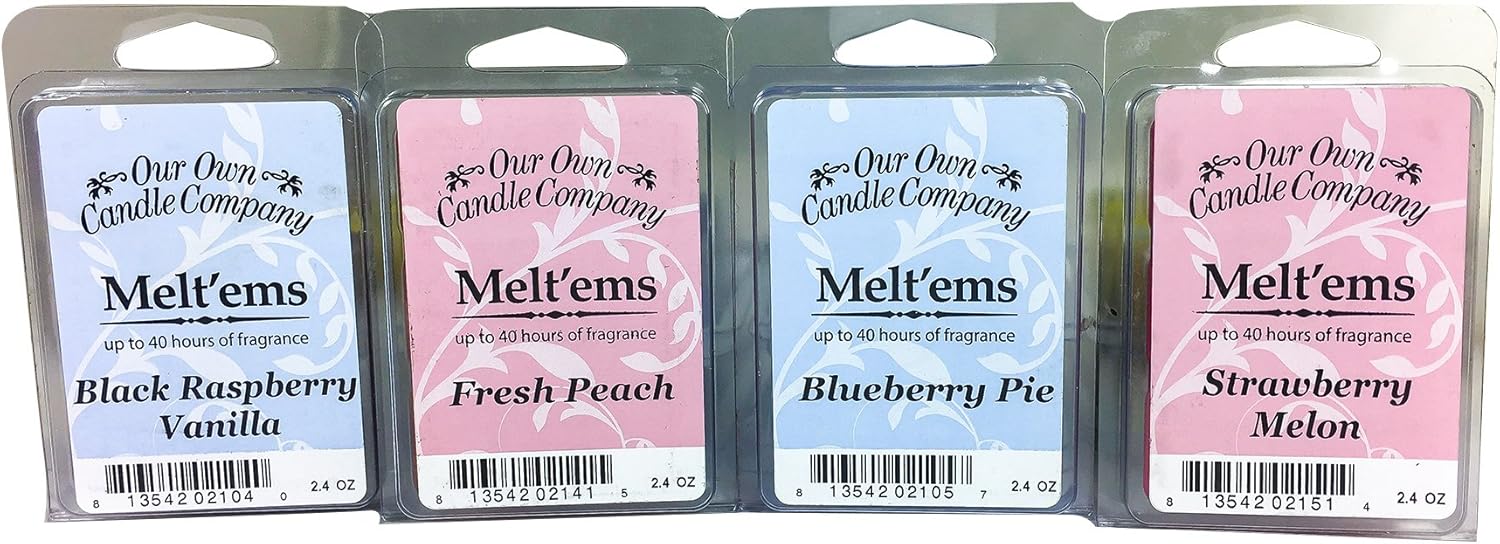 Our Own
Candle Company
Melt'ems
up to 40 hours of fragrance
Black Raspberry
Vanilla
8 13542 02104 0 2.4 OZ
Our Own
Candle Company
Melt'ems
up to 40 hours of fragrance
Fresh Peach
8 13542 02141 5 2.4 OZ
Our Own
Candle Company
Melt'ems
up to 40 hours of fragrance
Blueberry Pie
8 13542 02105 7 2.4 OZ
Our Own
Candle Company
Melt'ems
up to 40 hours of fragrance
Strawberry
Melon
8 13542 02151 4 2.4 OZ